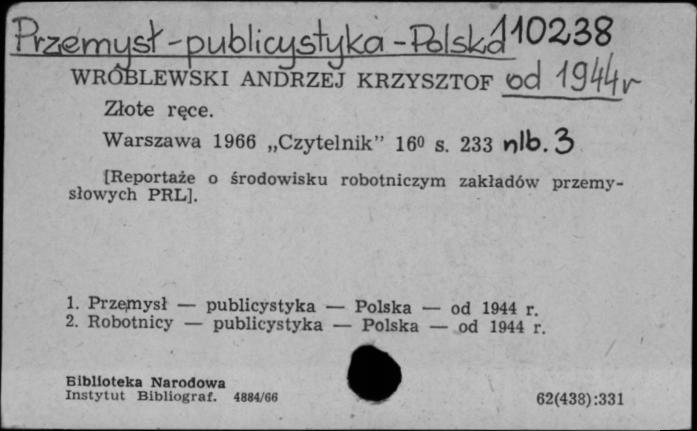 Przemysł - publicystyka - Polska 110238
WRÓBLEWSKI ANDRZEJ KRZYSZTOF od 1944 r
Złote ręce.
Warszawa 1966 „Czytelnik” 16⁰ s. 233 nlb. 3
[Reportaże o środowisku robotniczym zakładów przemy-
słowych PRL].
1. Przemysł — publicystyka — Polska — od 1944 r.
2. Robotnicy — publicystyka — Polska — od 1944 r.
Biblioteka Narodowa
Instytut Bibliograf. 4884/66 62(438):331